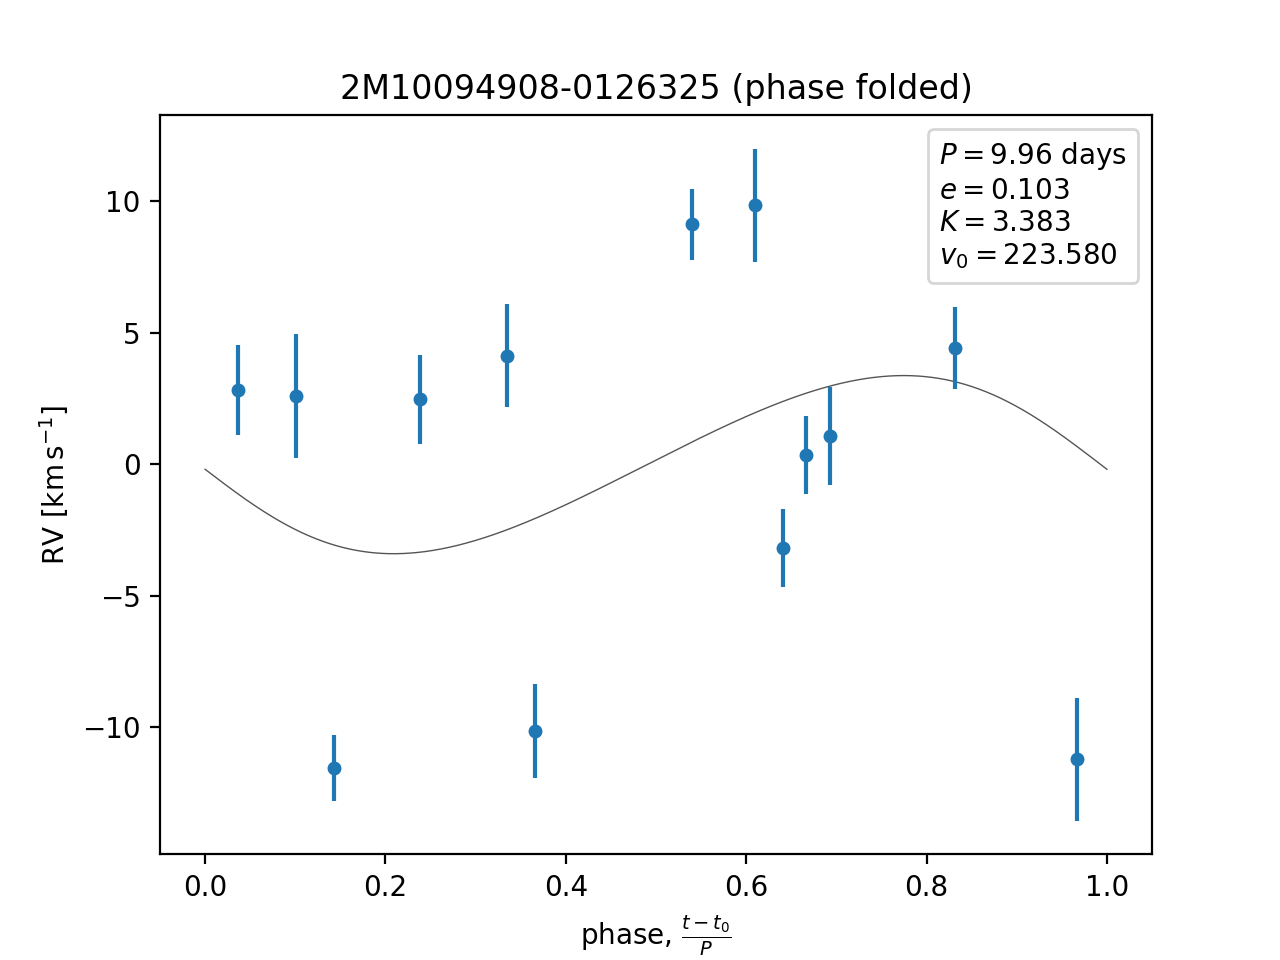 2M10094908-0126325 (phase folded)
P = 9.96 days
e = 0.103
K = 3.383
v₀ = 223.580
RV [km s⁻¹]
10
5
0
−5
−10
0.0 0.2 0.4 0.6 0.8 1.0
phase, (t − t₀)/P